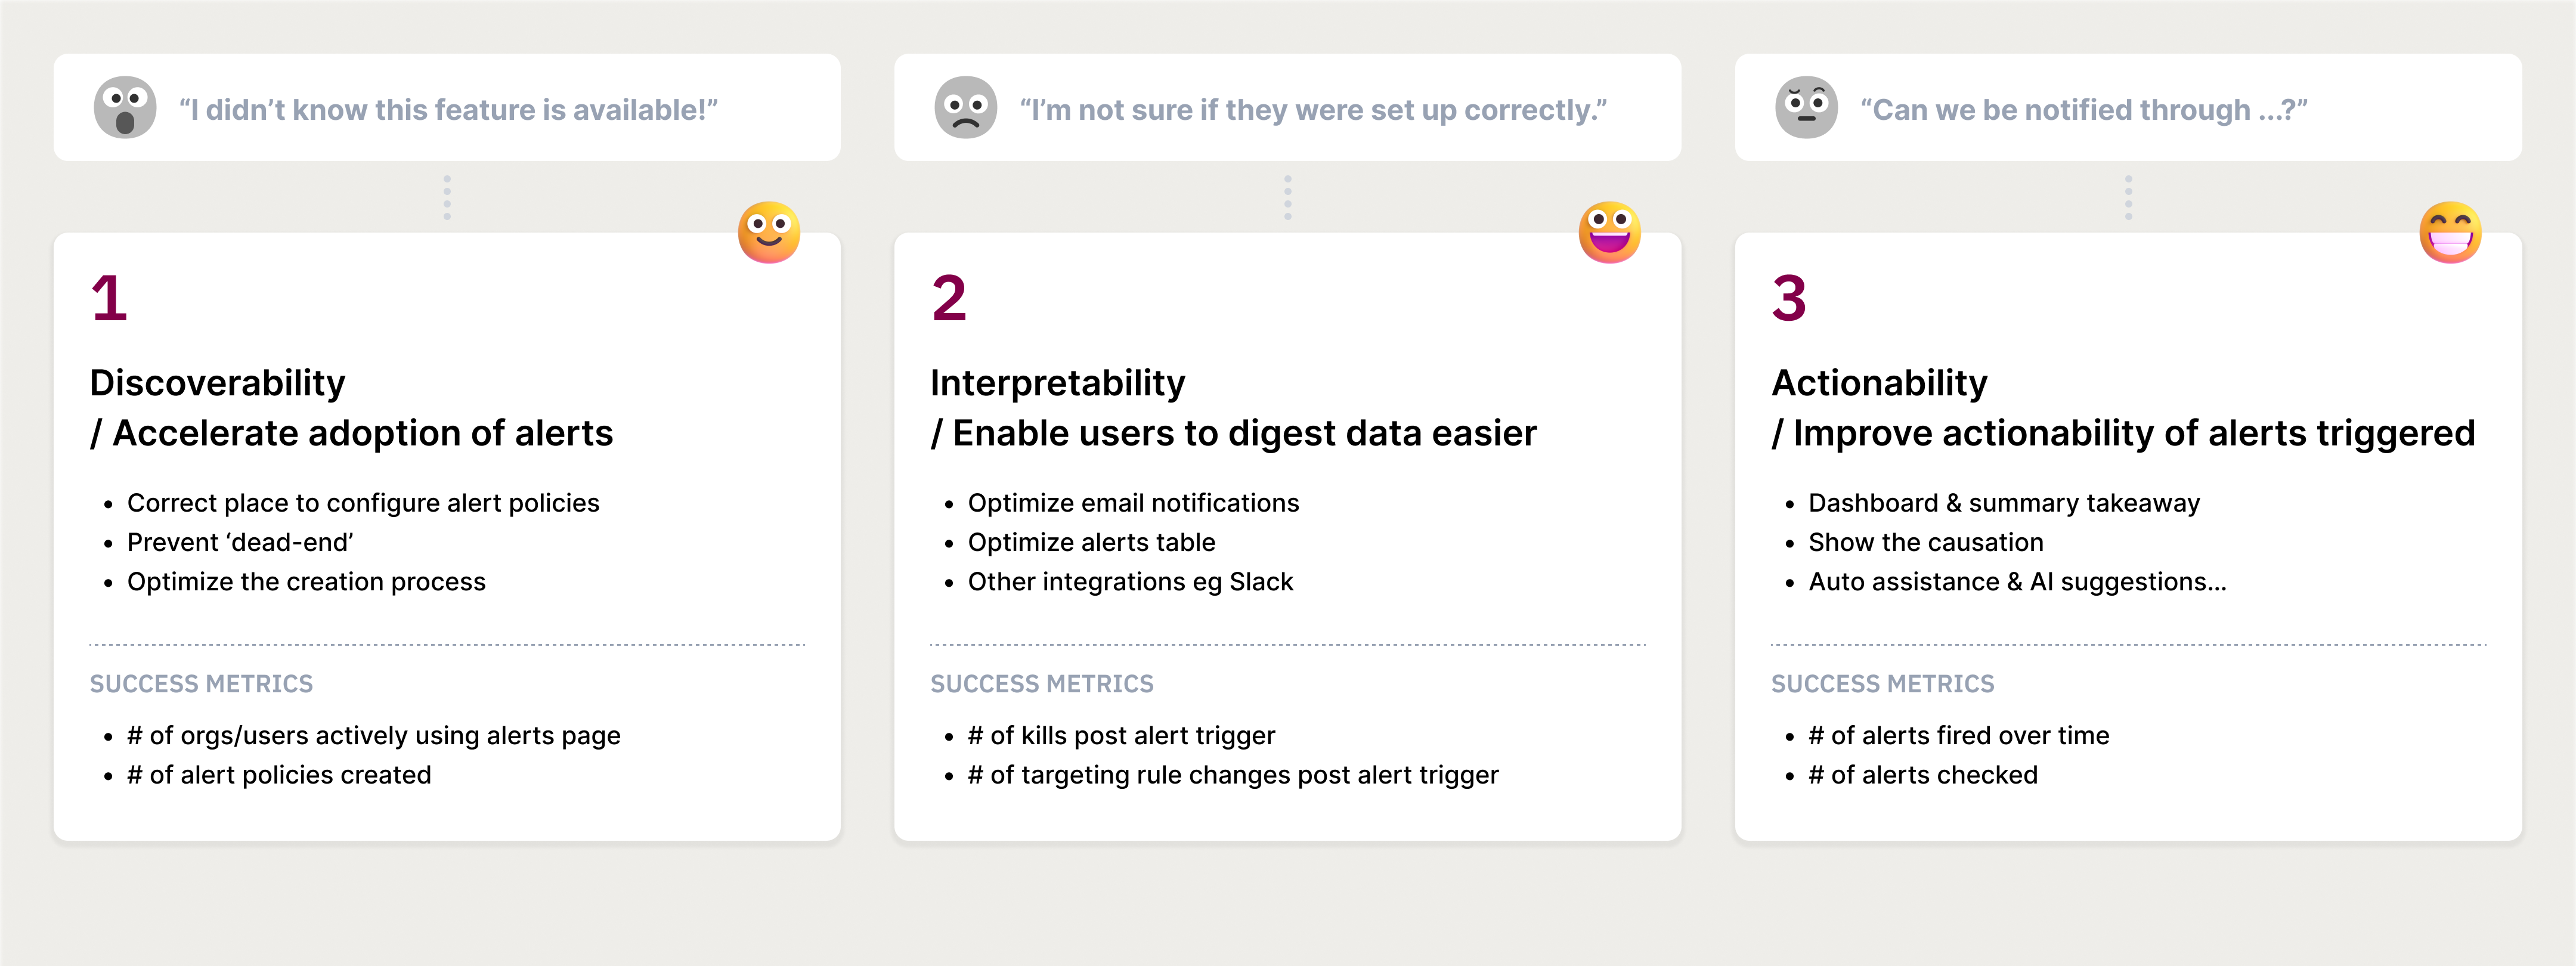 “I didn’t know this feature is available!”
“I’m not sure if they were set up correctly.”
“Can we be notified through ...?”
1
Discoverability
/ Accelerate adoption of alerts
• Correct place to configure alert policies
• Prevent ‘dead-end’
• Optimize the creation process
SUCCESS METRICS
• # of orgs/users actively using alerts page
• # of alert policies created
2
Interpretability
/ Enable users to digest data easier
• Optimize email notifications
• Optimize alerts table
• Other integrations eg Slack
SUCCESS METRICS
• # of kills post alert trigger
• # of targeting rule changes post alert trigger
3
Actionability
/ Improve actionability of alerts triggered
• Dashboard & summary takeaway
• Show the causation
• Auto assistance & AI suggestions...
SUCCESS METRICS
• # of alerts fired over time
• # of alerts checked